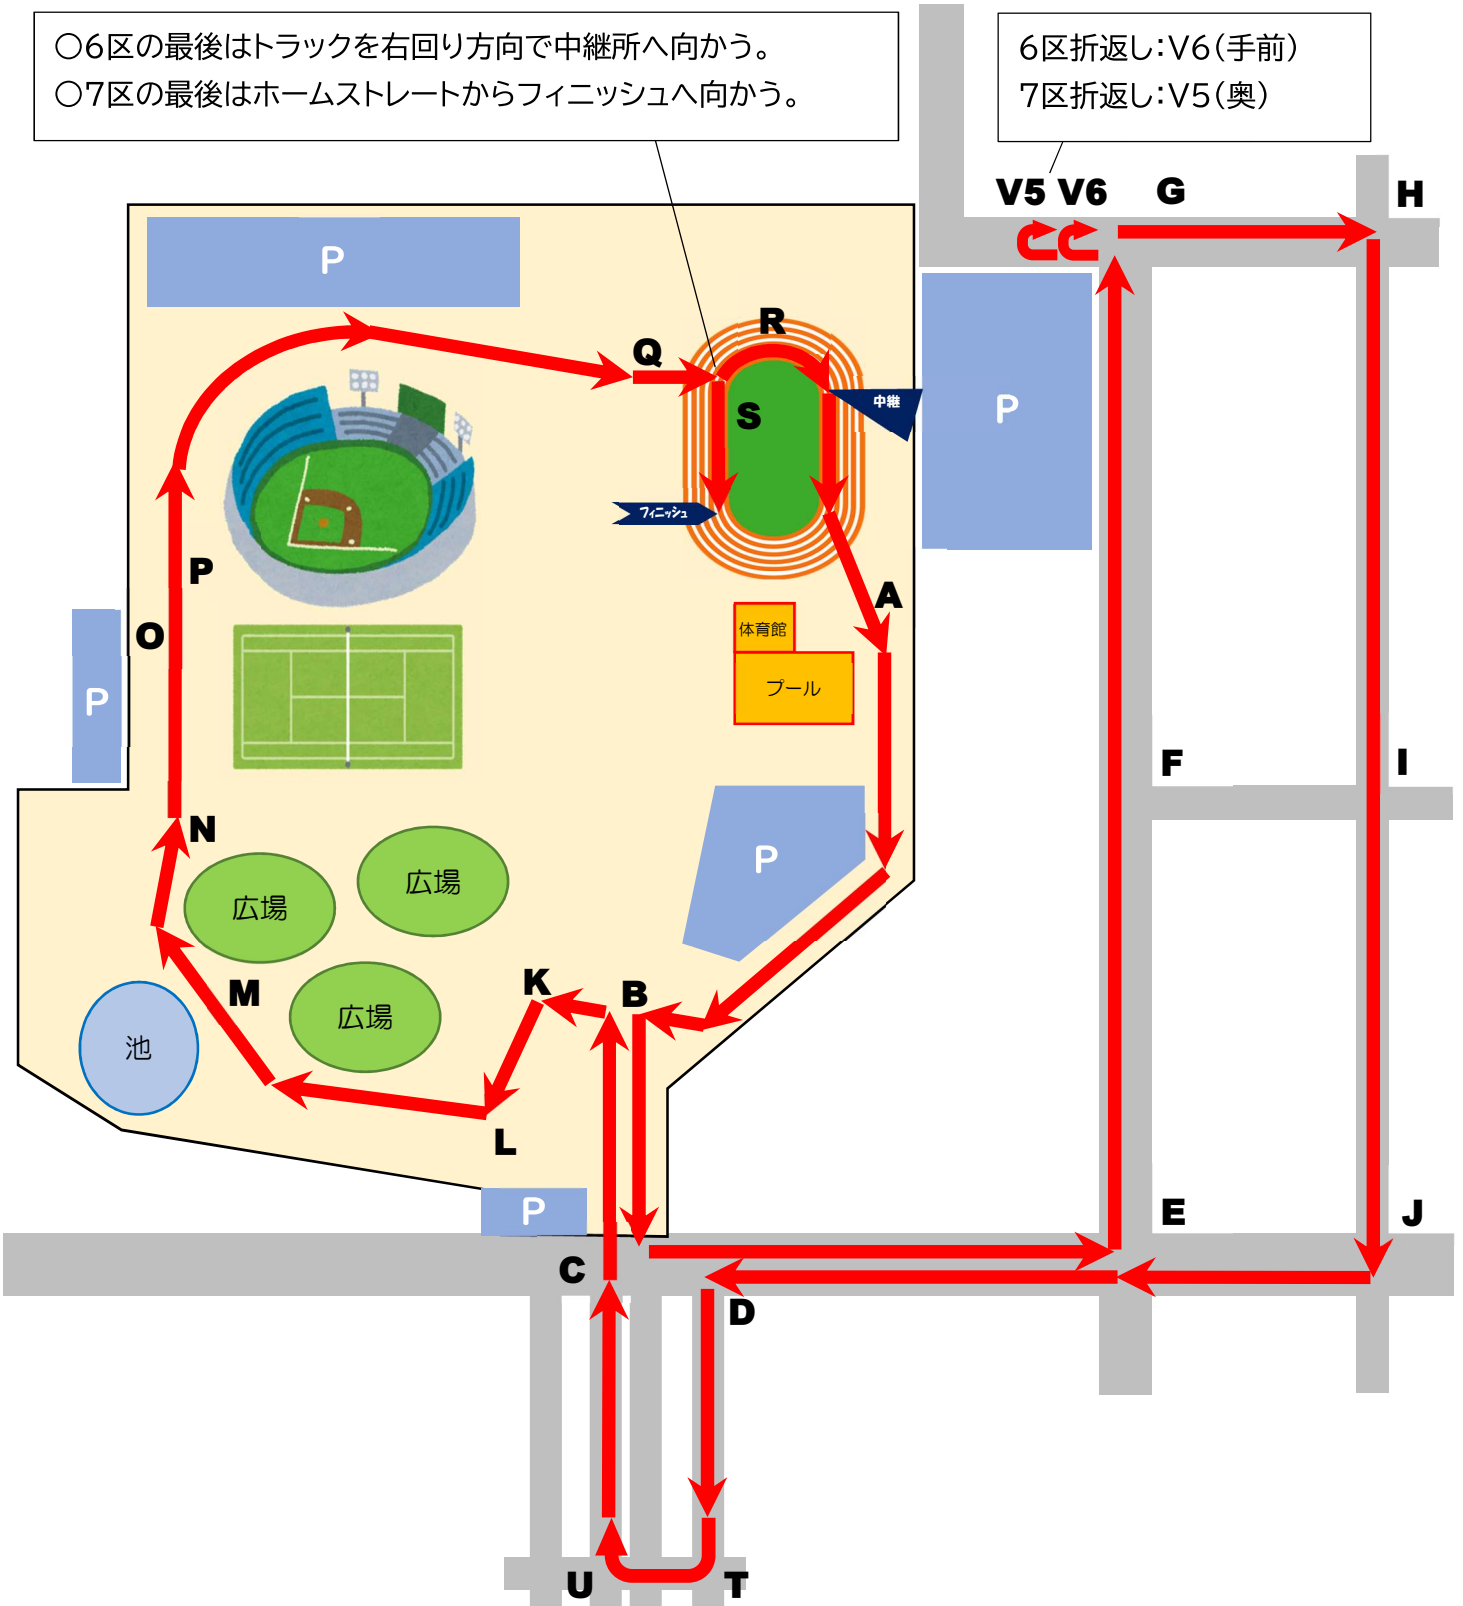 ○6区の最後はトラックを右回り方向で中継所へ向かう。
○7区の最後はホームストレートからフィニッシュへ向かう。
6区折返し:V6(手前)
7区折返し:V5(奥)
V5 V6
G
H
P
R
Q
S
中継
P
フィニッシュ
P
A
O
体育館
プール
P
F
I
N
広場
広場
P
K
B
M
広場
池
L
P
E
J
C
D
U
T